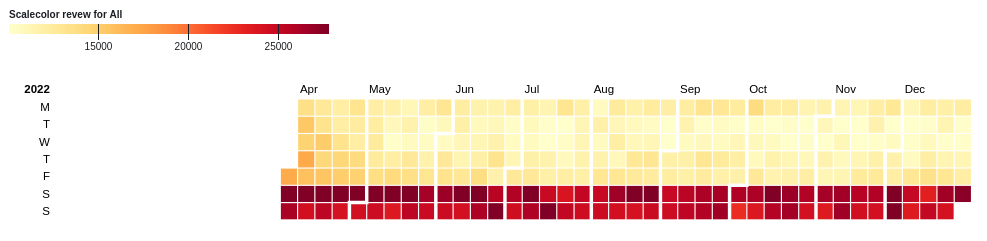 Scalecolor revew for All
15000 20000 25000
2022 Apr May Jun Jul Aug Sep Oct Nov Dec
M
T
W
T
F
S
S